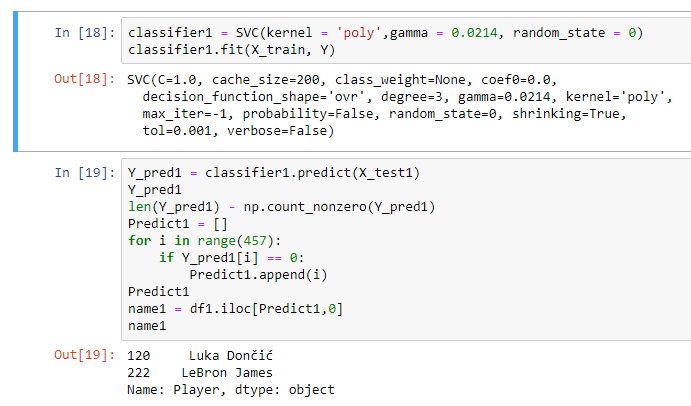 In [18]: classifier1 = SVC(kernel = 'poly',gamma = 0.0214, random_state = 0)
classifier1.fit(X_train, Y)
Out[18]: SVC(C=1.0, cache_size=200, class_weight=None, coef0=0.0,
decision_function_shape='ovr', degree=3, gamma=0.0214, kernel='poly',
max_iter=-1, probability=False, random_state=0, shrinking=True,
tol=0.001, verbose=False)
In [19]: Y_pred1 = classifier1.predict(X_test1)
Y_pred1
len(Y_pred1) - np.count_nonzero(Y_pred1)
Predict1 = []
for i in range(457):
    if Y_pred1[i] == 0:
        Predict1.append(i)
Predict1
name1 = df1.iloc[Predict1,0]
name1
Out[19]: 120     Luka Dončić
222    LeBron James
Name: Player, dtype: object